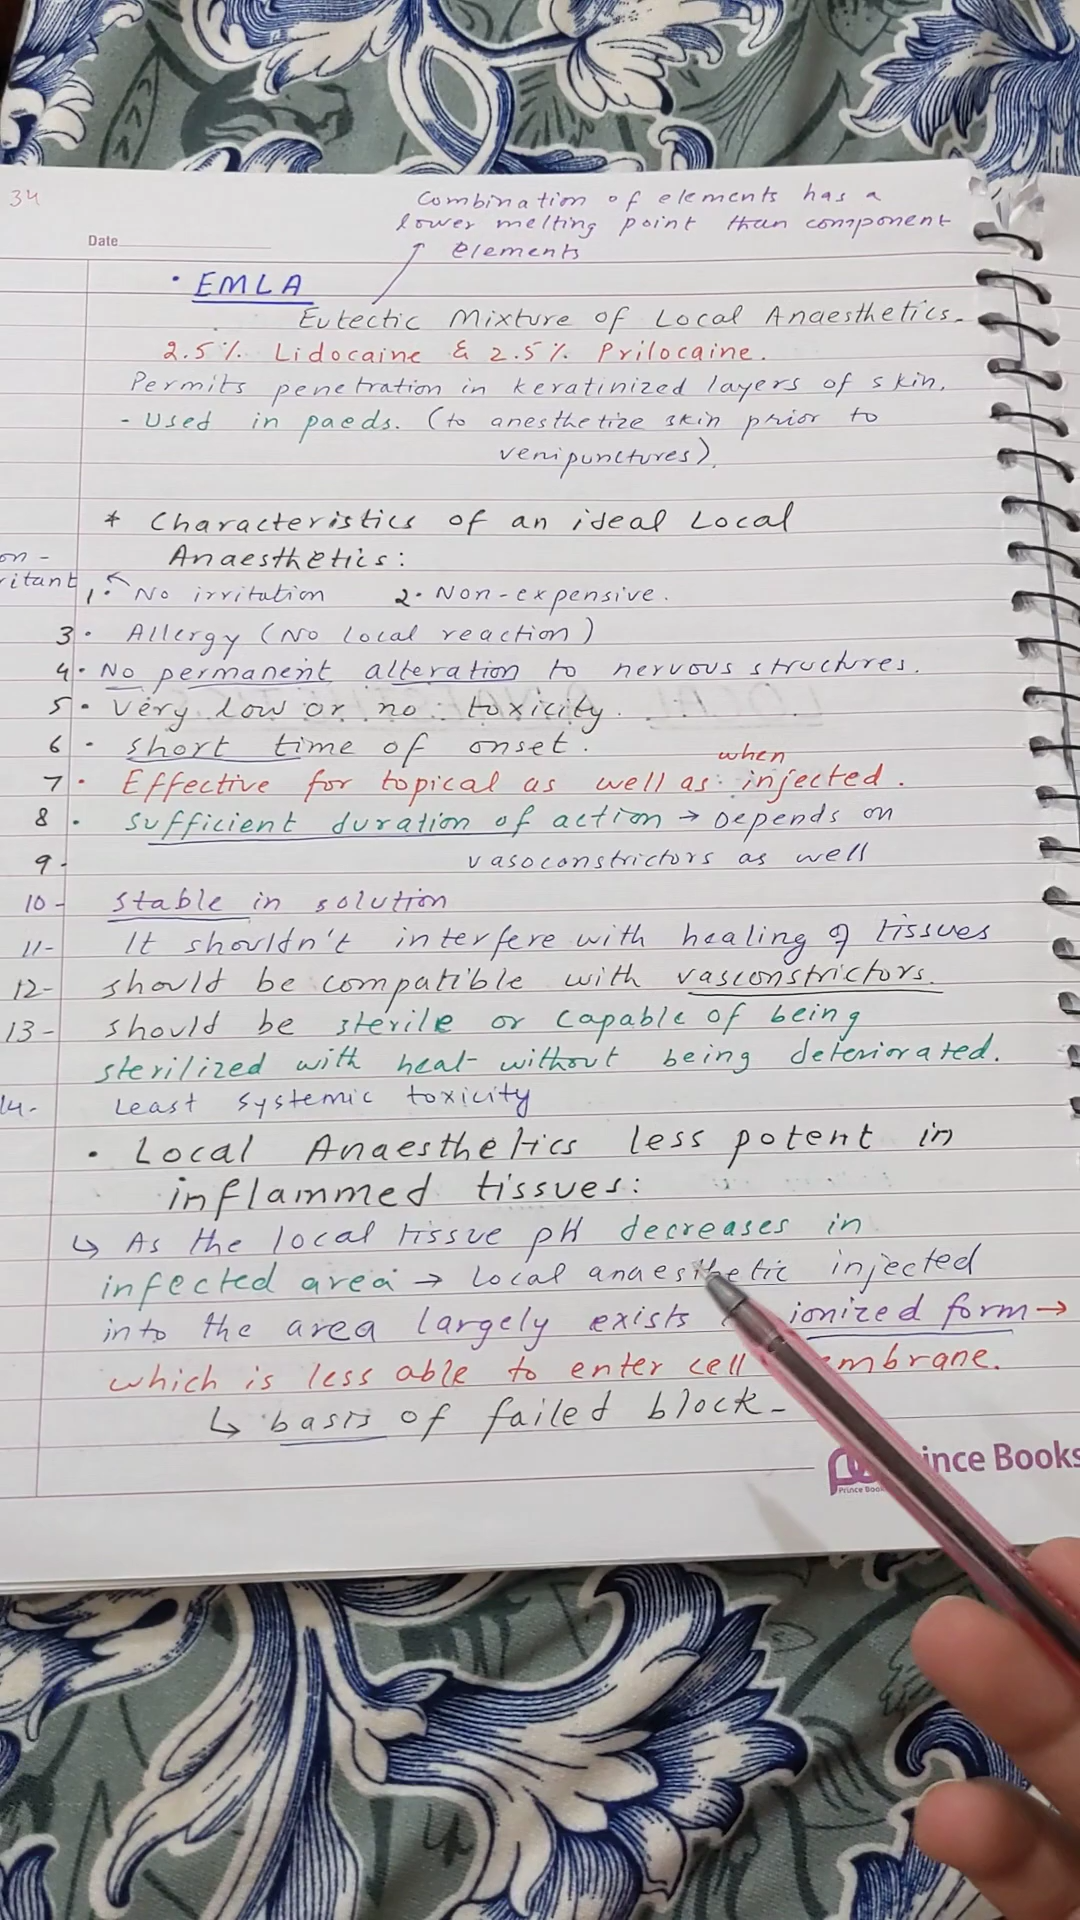 34
Combination of elements has a
lower melting point than component
elements
Date
• EMLA
Eutectic Mixture of Local Anaesthetics.
2.5% Lidocaine & 2.5% Prilocaine.
Permits penetration in keratinized layers of skin.
- Used in paeds. (to anesthetize skin prior to
venipunctures).
* Characteristics of an ideal Local
Anaesthetics:
1. No irritation 2. Non-expensive.
3. Allergy (No local reaction)
4. No permanent alteration to nervous structures.
5. Very low or no toxicity.
6. short time of onset.
when
7. Effective for topical as well as injected.
8. Sufficient duration of action → Depends on
9. vasoconstrictors as well
10- stable in solution
11- It shouldn't interfere with healing of tissues
12- should be compatible with vasconstrictors.
13- should be sterile or capable of being
sterilized with heat without being deteriorated.
14. Least systemic toxicity
• Local Anaesthetics less potent in
inflammed tissues:
↳ As the local tissue pH decreases in
infected area → local anaesthetic injected
into the area largely exists ionized form →
which is less able to enter cell
↳ basis of failed block-
Prince Books